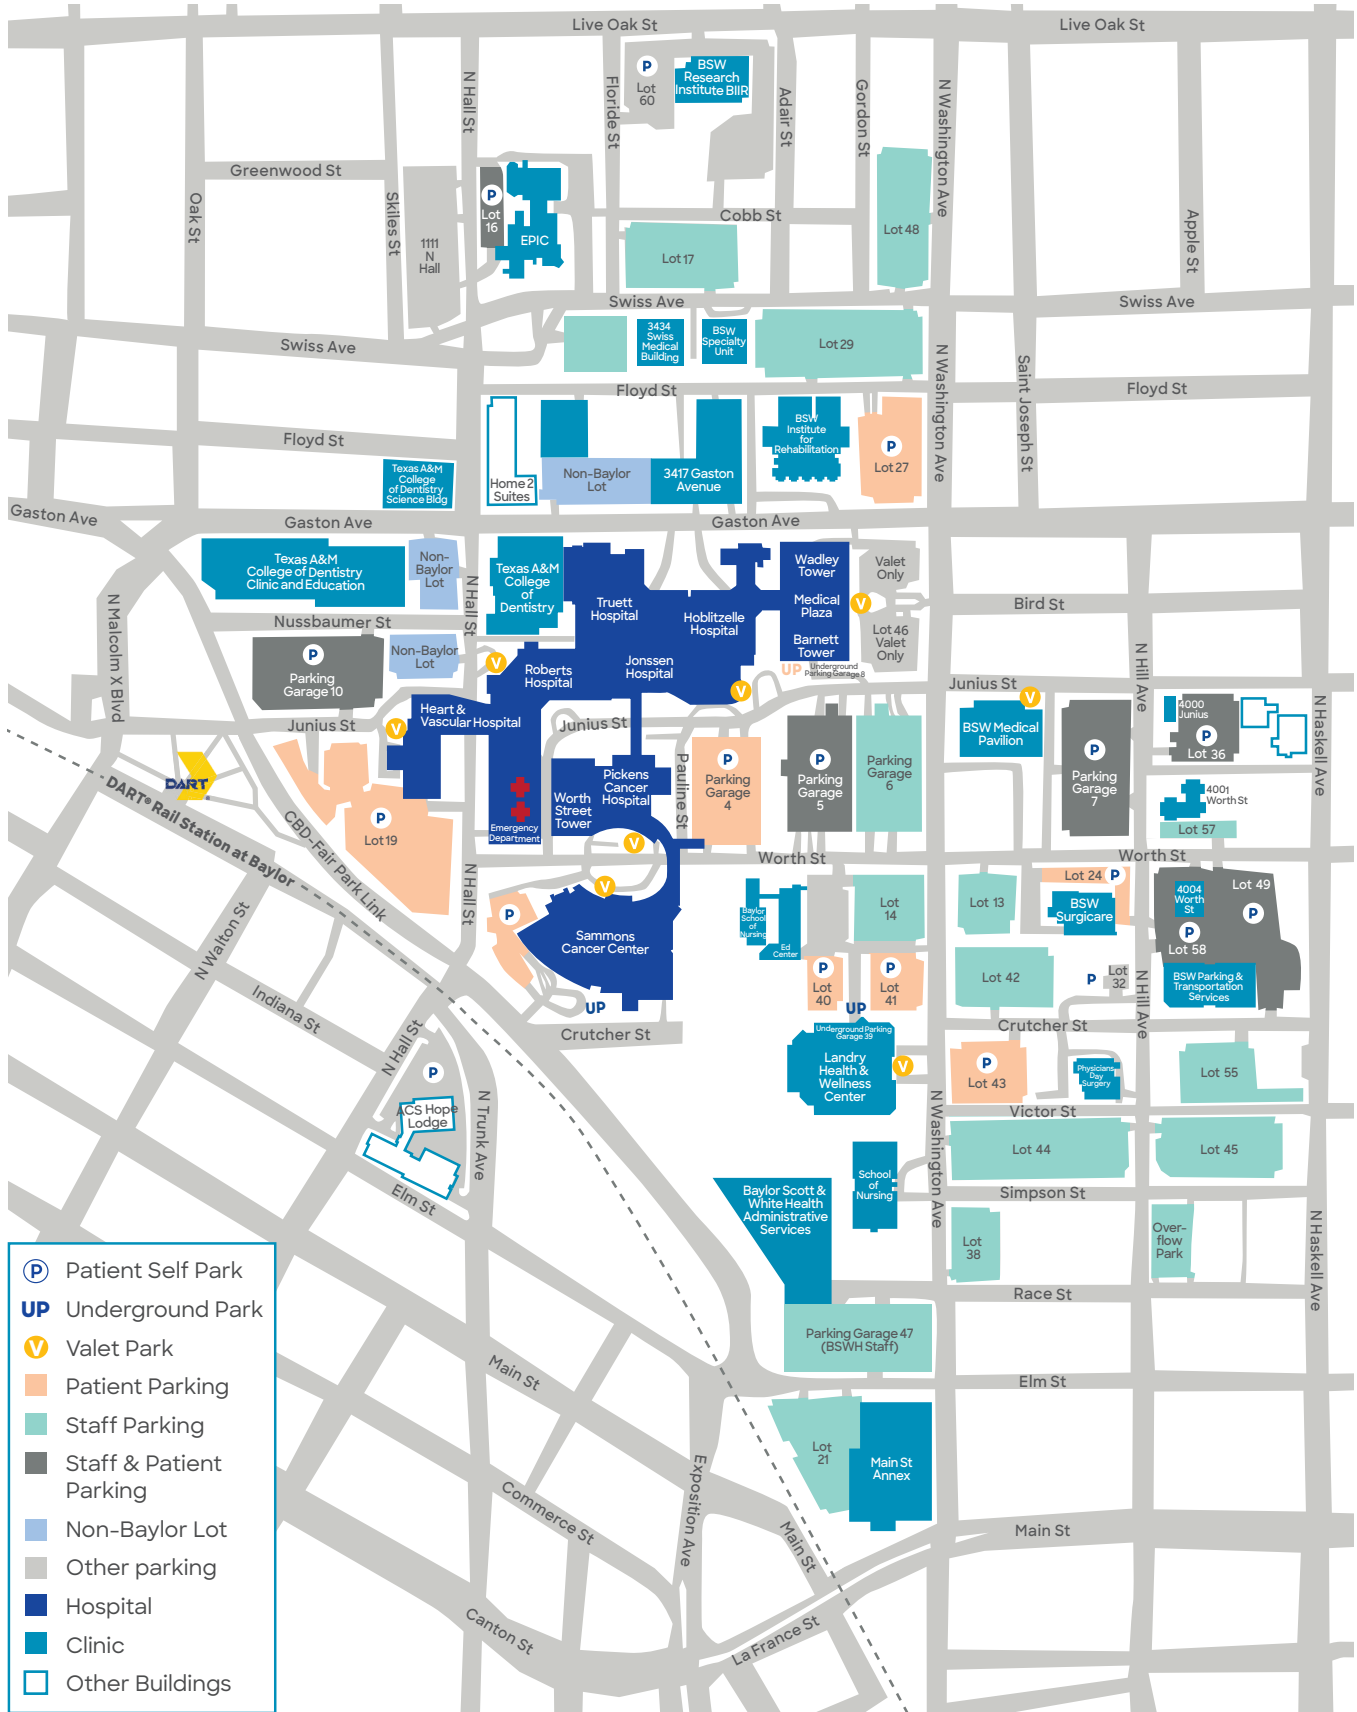 Live Oak St
Live Oak St
P
Lot
60
BSW
Research
Institute BIIR
N Hall St
Floride St
Adair St
Gordon St
N Washington Ave
Greenwood St
Oak St
Skiles St
1111
N
Hall
P
Lot
16
EPIC
Cobb St
Lot 17
Lot 48
Apple St
Swiss Ave
Swiss Ave
Swiss Ave
3434
Swiss
Medical
Building
BSW
Specialty
Unit
Lot 29
N Washington Ave
Saint Joseph St
Floyd St
Floyd St
Floyd St
Texas A&M
College
of Dentistry
Science Bldg
Home 2
Suites
Non-Baylor
Lot
3417 Gaston
Avenue
BSW
Institute
for
Rehabilitation
P
Lot 27
Gaston Ave
Gaston Ave
Gaston Ave
Texas A&M
College of Dentistry
Clinic and Education
Non-
Baylor
Lot
N Hall St
Texas A&M
College
of
Dentistry
Truett
Hospital
Hoblitzelle
Hospital
Wadley
Tower
Medical
Plaza
Barnett
Tower
Valet
Only
V
Lot 46
Valet
Only
UP
Underground
Parking Garage 8
Bird St
N Malcolm X Blvd
Nussbaumer St
P
Parking
Garage 10
Non-Baylor
Lot
V
Roberts
Hospital
Jonssen
Hospital
V
Junius St
V
N Hill Ave
N Haskell Ave
Junius St
V
Heart &
Vascular Hospital
Junius St
BSW Medical
Pavilion
4000
Junius
P
Lot 36
DART
DART® Rail Station at Baylor
CBD-Fair Park Link
P
Lot 19
Emergency
Department
Worth
Street
Tower
Pickens
Cancer
Hospital
Pauline St
P
Parking
Garage
4
P
Parking
Garage
5
Parking
Garage
6
P
Parking
Garage
7
4001
Worth St
Lot 57
V
Worth St
Worth St
N Hall St
V
P
Sammons
Cancer Center
UP
Crutcher St
Baylor
School
of
Nursing
Ed
Center
Lot
14
Lot 13
Lot 24
P
BSW
Surgicare
4004
Worth
St
Lot 49
P
P
Lot 58
BSW Parking &
Transportation
Services
P
Lot
40
P
Lot
41
UP
Lot 42
P
Lot
32
N Hill Ave
Crutcher St
N Walton St
Indiana St
N Hall St
P
ACS Hope
Lodge
N Trunk Ave
Elm St
Underground Parking
Garage 39
Landry
Health &
Wellness
Center
V
P
Lot 43
Physicians
Day
Surgery
Lot 55
N Washington Ave
Victor St
Lot 44
Lot 45
School
of
Nursing
Simpson St
Baylor Scott &
White Health
Administrative
Services
Lot
38
Over-
flow
Park
N Haskell Ave
Race St
Parking Garage 47
(BSWH Staff)
Elm St
Main St
Lot
21
Main St
Annex
Exposition Ave
Commerce St
Main St
Main St
Canton St
La France St
P Patient Self Park
UP Underground Park
V Valet Park
Patient Parking
Staff Parking
Staff & Patient
Parking
Non-Baylor Lot
Other parking
Hospital
Clinic
Other Buildings